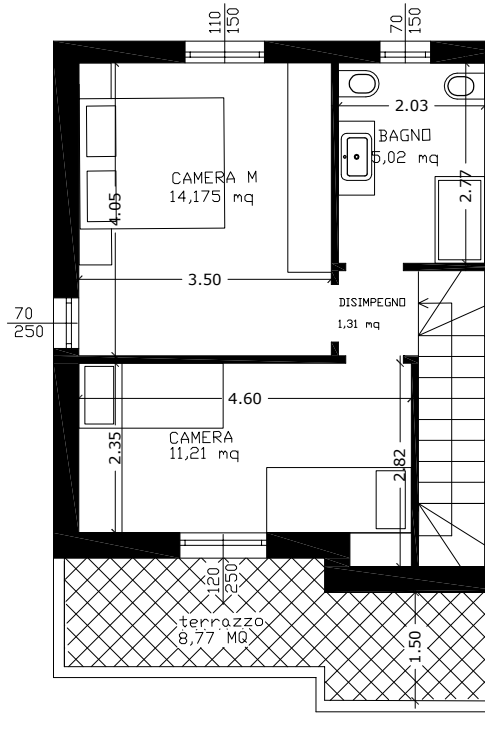 110
150
70
150
2.03
BAGNO
5,02 mq
CAMERA M
14,175 mq
4.05
2.77
3.50
DISIMPEGNO
1,31 mq
70
250
4.60
CAMERA
11,21 mq
2.35
2.82
120
250
terrazzo
8,77 MQ
1.50